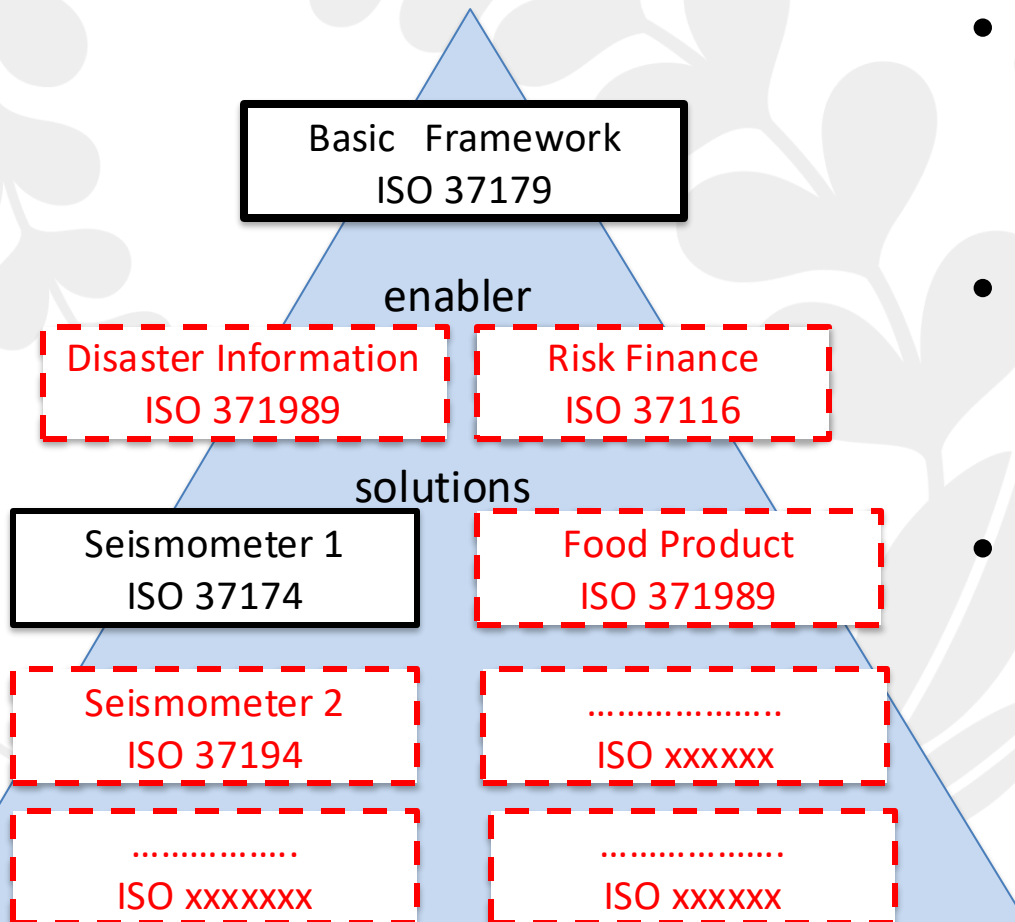 Basic Framework
ISO 37179
enabler
Disaster Information
ISO 371989
Risk Finance
ISO 37116
solutions
Seismometer 1
ISO 37174
Food Product
ISO 371989
Seismometer 2
ISO 37194
………………..
ISO xxxxxx
……………..
ISO xxxxxxx
……………….
ISO xxxxxx